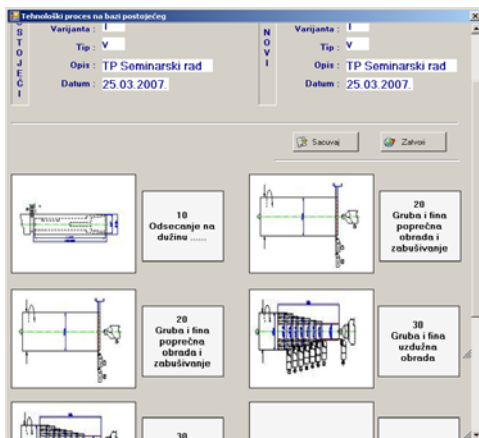 Tehnološki proces na bazi postojećeg
S
T
O
J
E
Ć
I
Varijanta : 1
Tip : V
Opis : TP Seminarski rad
Datum : 25.03.2007.
N
O
V
I
Varijanta : 1
Tip : V
Opis : TP Seminarski rad
Datum : 25.03.2007.
Sacuvaj
Zatvori
10
Odsecanje na
dužinu ......
20
Gruba i fina
poprečna
obrada i
zabušivanje
20
Gruba i fina
poprečna
obrada i
zabušivanje
30
Gruba i fina
uzdužna
obrada
30